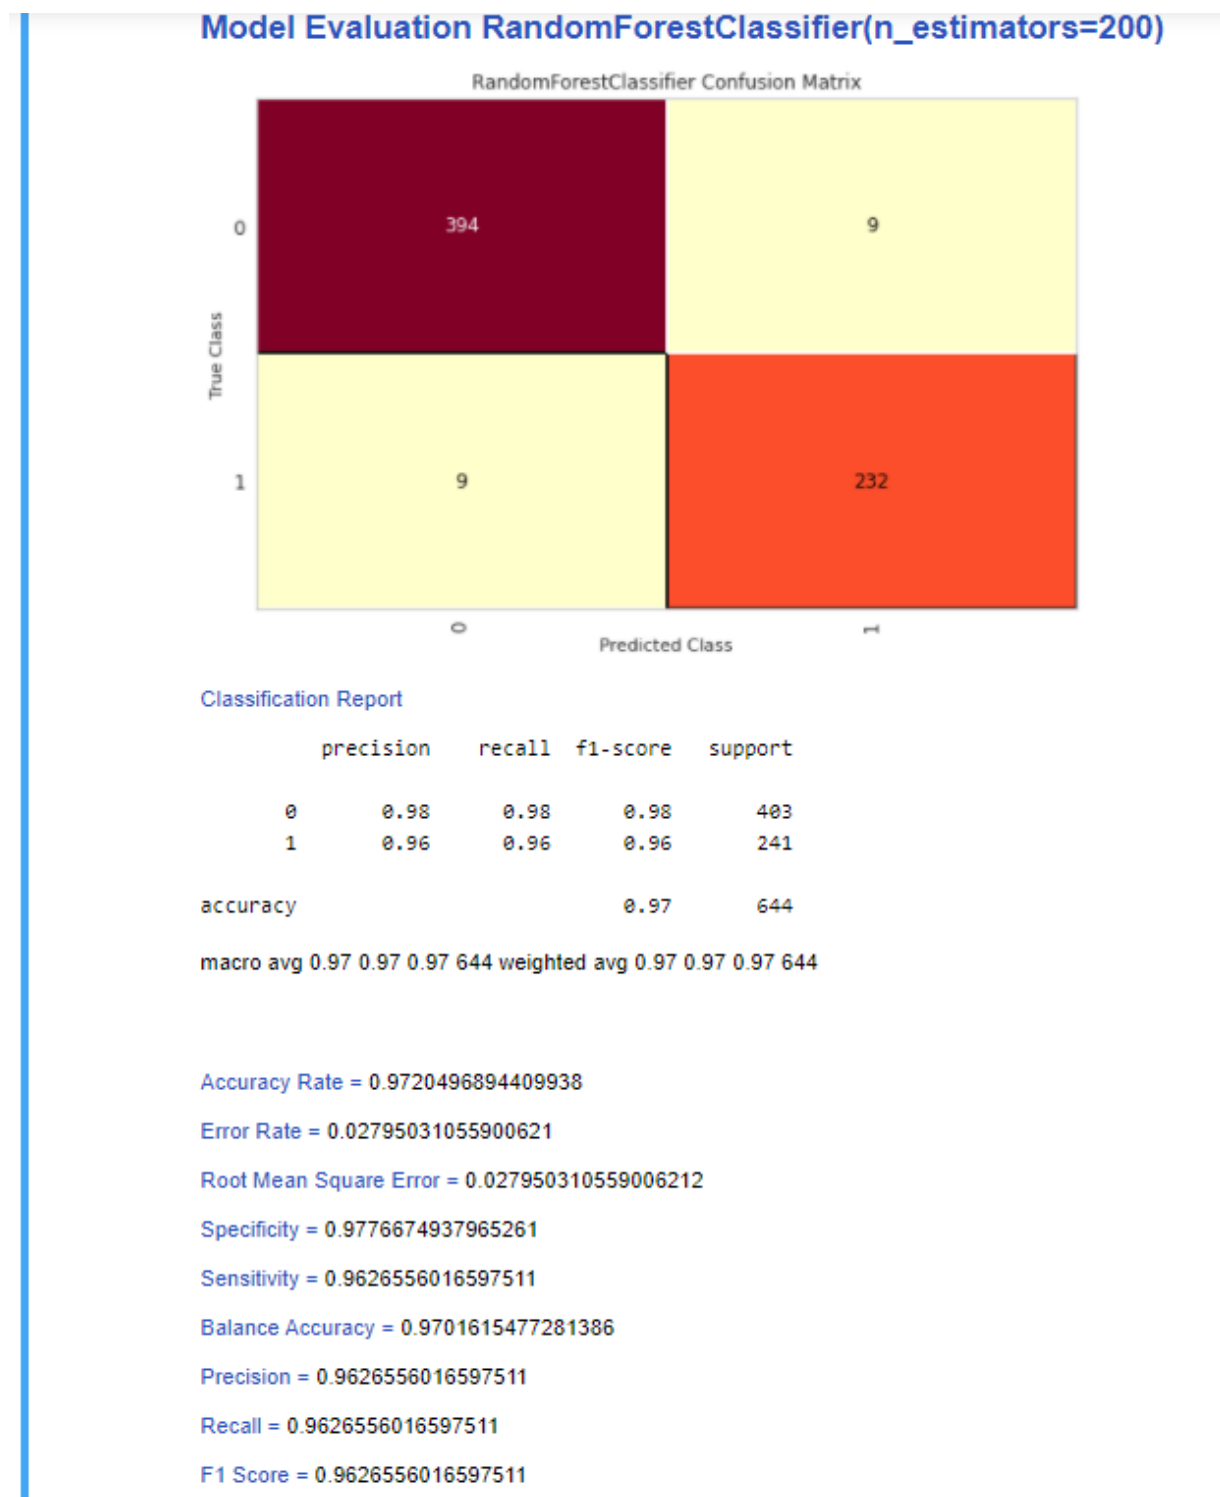 Model Evaluation RandomForestClassifier(n_estimators=200)
RandomForestClassifier Confusion Matrix
0 394 9
True Class
1 9 232
0 1
Predicted Class
Classification Report
precision recall f1-score support
0 0.98 0.98 0.98 403
1 0.96 0.96 0.96 241
accuracy 0.97 644
macro avg 0.97 0.97 0.97 644 weighted avg 0.97 0.97 0.97 644
Accuracy Rate = 0.9720496894409938
Error Rate = 0.02795031055900621
Root Mean Square Error = 0.027950310559006212
Specificity = 0.9776674937965261
Sensitivity = 0.9626556016597511
Balance Accuracy = 0.9701615477281386
Precision = 0.9626556016597511
Recall = 0.9626556016597511
F1 Score = 0.9626556016597511